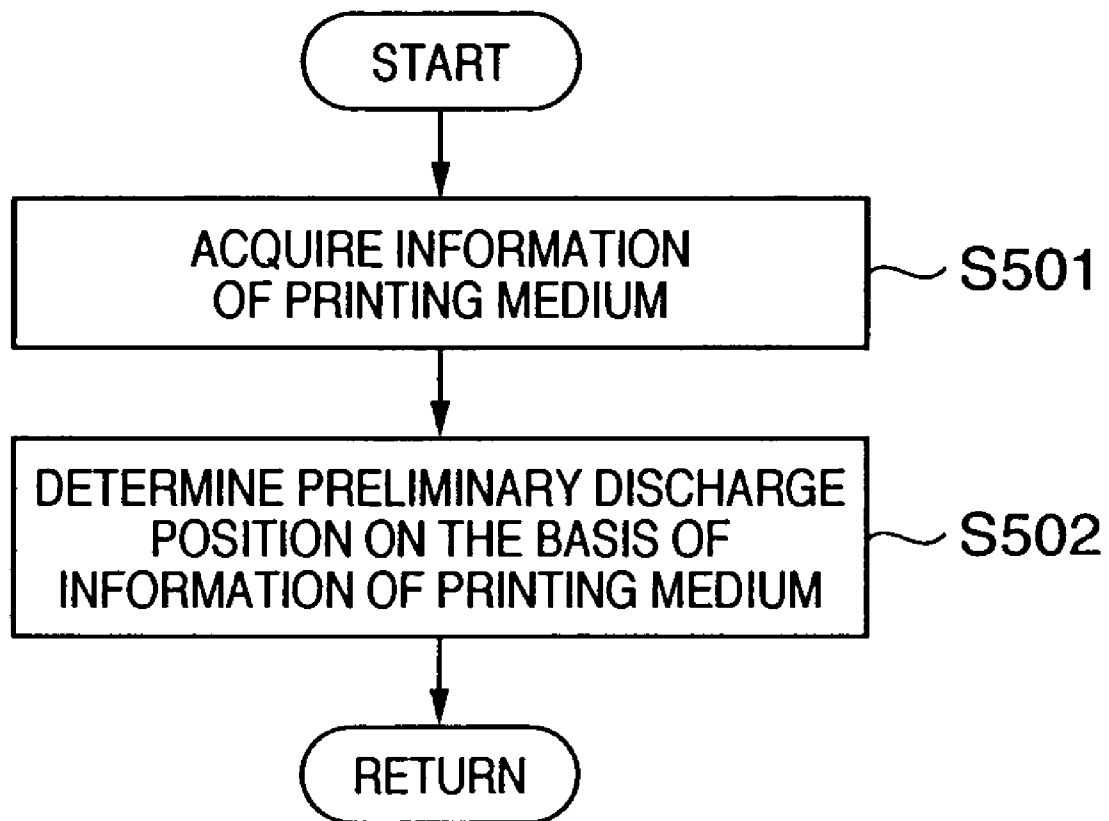 START
ACQUIRE INFORMATION
OF PRINTING MEDIUM
S501
DETERMINE PRELIMINARY DISCHARGE
POSITION ON THE BASIS OF
INFORMATION OF PRINTING MEDIUM
S502
RETURN